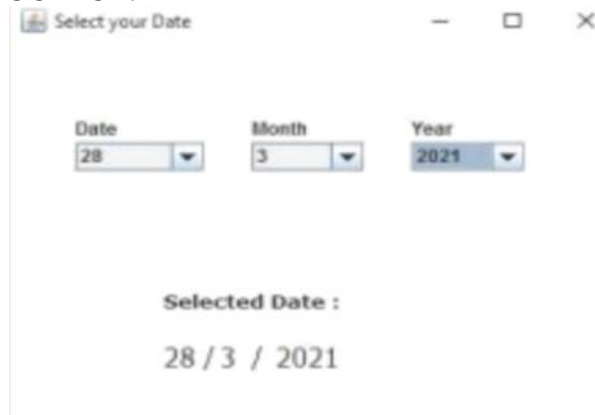 Select your Date
Date Month Year
28 3 2021
Selected Date :
28 / 3 / 2021